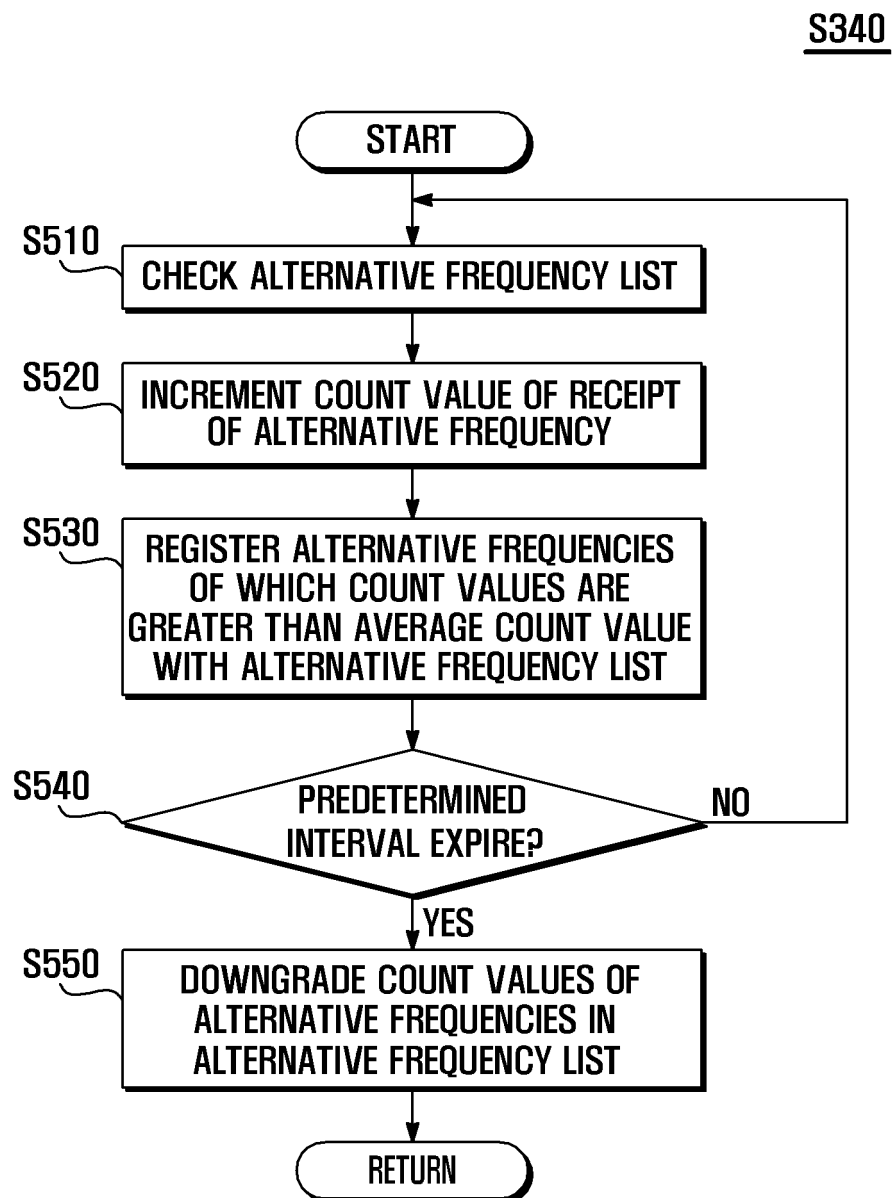 S340
START
S510
CHECK ALTERNATIVE FREQUENCY LIST
S520
INCREMENT COUNT VALUE OF RECEIPT
OF ALTERNATIVE FREQUENCY
S530
REGISTER ALTERNATIVE FREQUENCIES
OF WHICH COUNT VALUES ARE
GREATER THAN AVERAGE COUNT VALUE
WITH ALTERNATIVE FREQUENCY LIST
S540
PREDETERMINED
INTERVAL EXPIRE?
NO
YES
S550
DOWNGRADE COUNT VALUES OF
ALTERNATIVE FREQUENCIES IN
ALTERNATIVE FREQUENCY LIST
RETURN